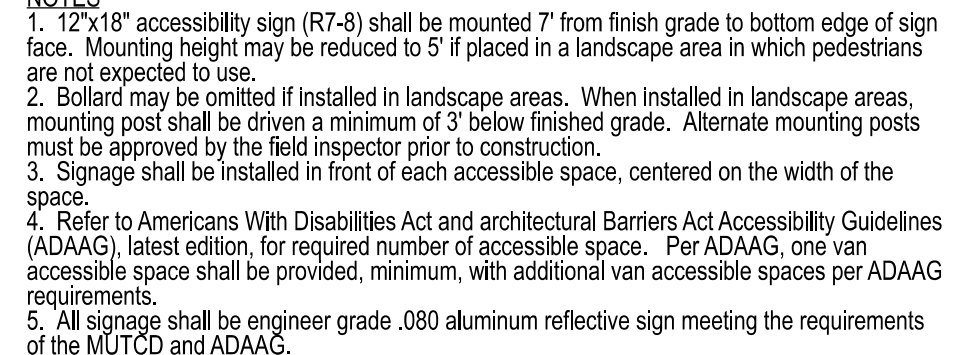 NOTES
1. 12"x18" accessibility sign (R7-8) shall be mounted 7' from finish grade to bottom edge of sign
face. Mounting height may be reduced to 5' if placed in a landscape area in which pedestrians
are not expected to use.
2. Bollard may be omitted if installed in landscape areas. When installed in landscape areas,
mounting post shall be driven a minimum of 3' below finished grade. Alternate mounting posts
must be approved by the field inspector prior to construction.
3. Signage shall be installed in front of each accessible space, centered on the width of the
space.
4. Refer to Americans With Disabilities Act and architectural Barriers Act Accessibility Guidelines
(ADAAG), latest edition, for required number of accessible space. Per ADAAG, one van
accessible space shall be provided, minimum, with additional van accessible spaces per ADAAG
requirements.
5. All signage shall be engineer grade .080 aluminum reflective sign meeting the requirements
of the MUTCD and ADAAG.